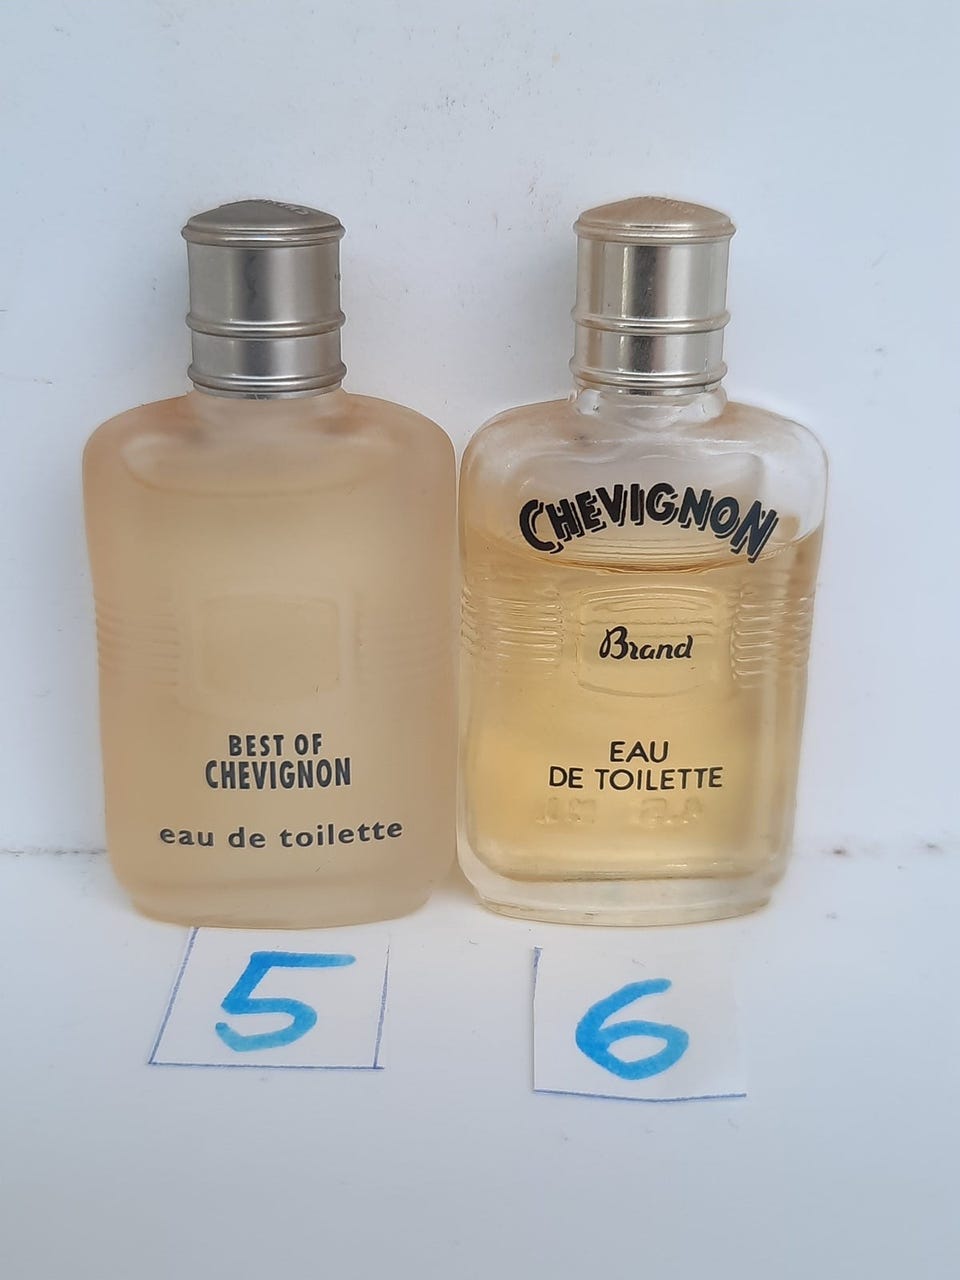 BEST OF
CHEVIGNON
eau de toilette
CHEVIGNON
Brand
EAU
DE TOILETTE
5
6